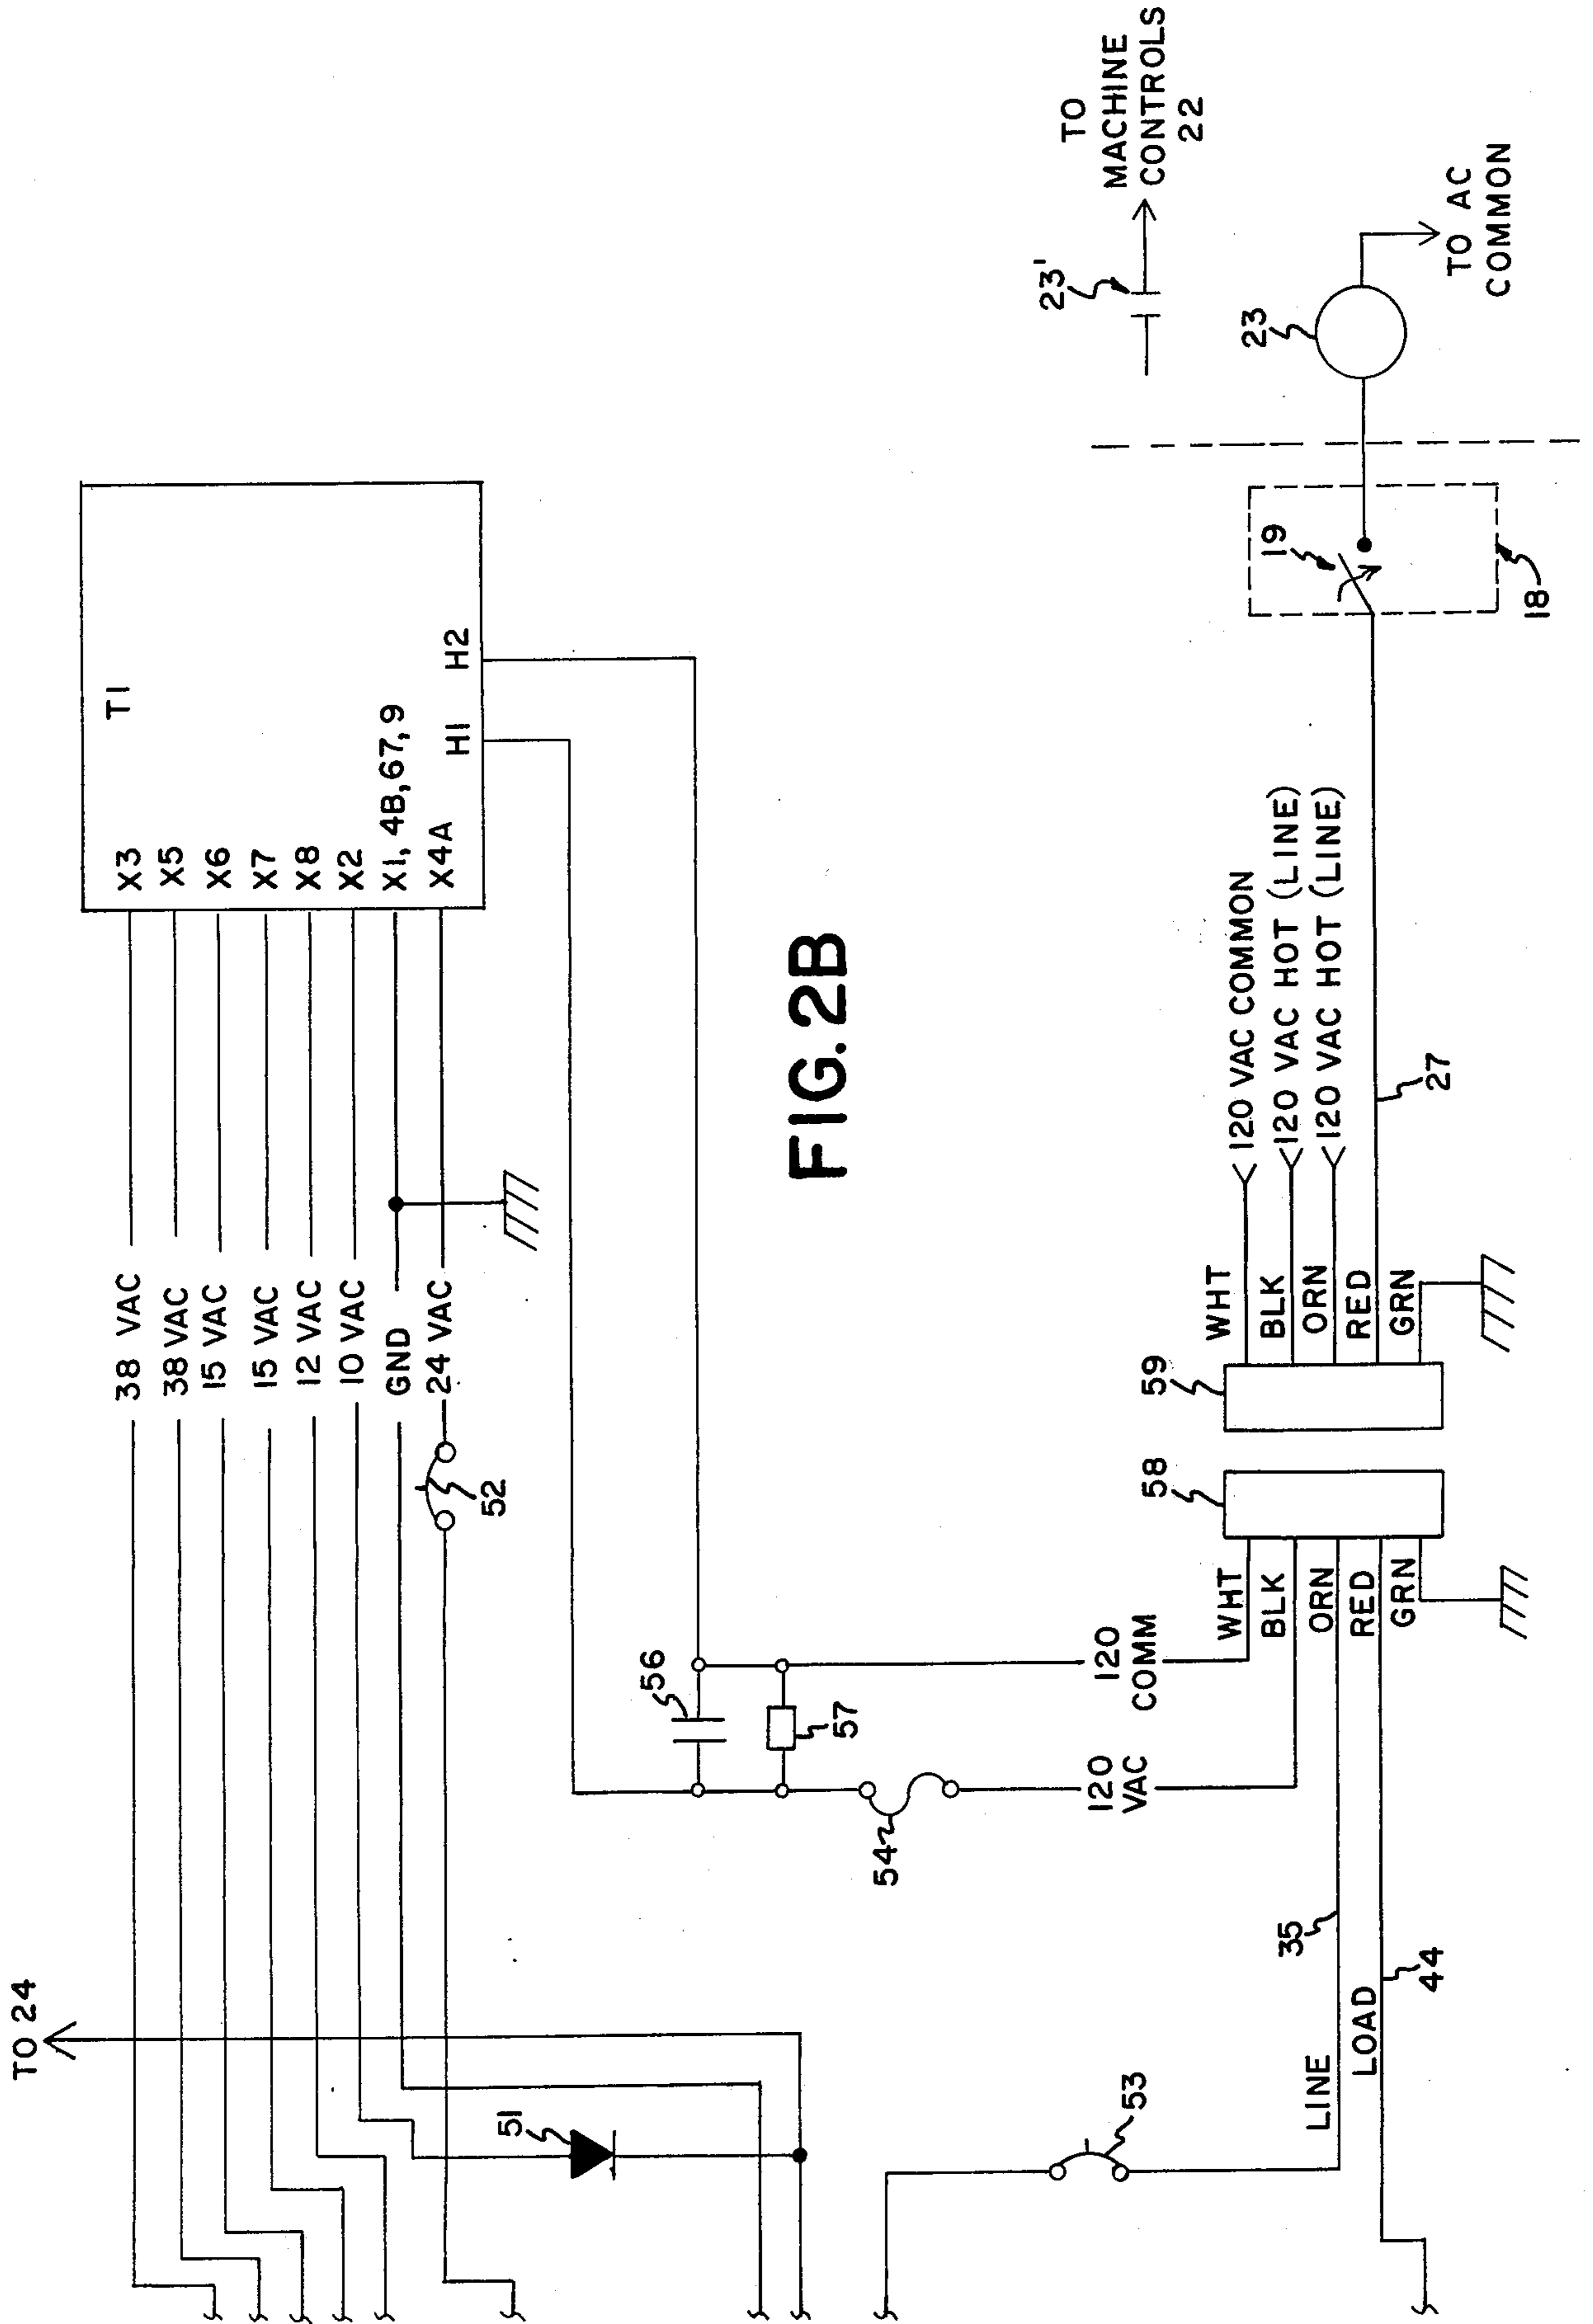 TO 24
38 VAC
38 VAC
15 VAC
15 VAC
12 VAC
10 VAC
GND
24 VAC
X3
X5
X6
X7
X8
X2
X1, 4B, 67, 9
X4A
T1
H1
H2
51
52
56
57
54
120
VAC
120
COMM
FIG. 2B
53
LINE
LOAD
35
44
WHT
BLK
ORN
RED
GRN
58
59
WHT
BLK
ORN
RED
GRN
120 VAC COMMON
120 VAC HOT (LINE)
120 VAC HOT (LINE)
27
19
18
23
23'
TO
MACHINE
CONTROLS
22
TO AC
COMMON